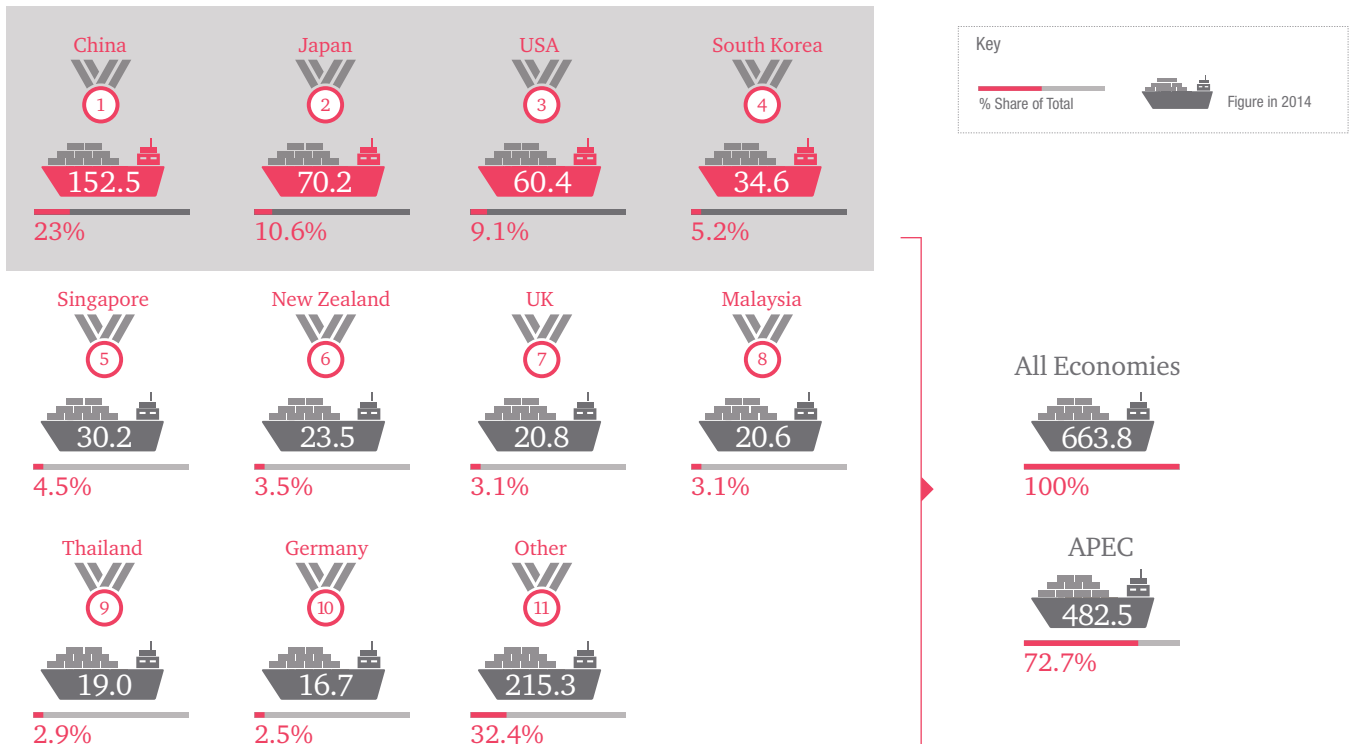 China
1
152.5
23%
Japan
2
70.2
10.6%
USA
3
60.4
9.1%
South Korea
4
34.6
5.2%
Key
% Share of Total
Figure in 2014
Singapore
5
30.2
4.5%
New Zealand
6
23.5
3.5%
UK
7
20.8
3.1%
Malaysia
8
20.6
3.1%
Thailand
9
19.0
2.9%
Germany
10
16.7
2.5%
Other
11
215.3
32.4%
All Economies
663.8
100%
APEC
482.5
72.7%